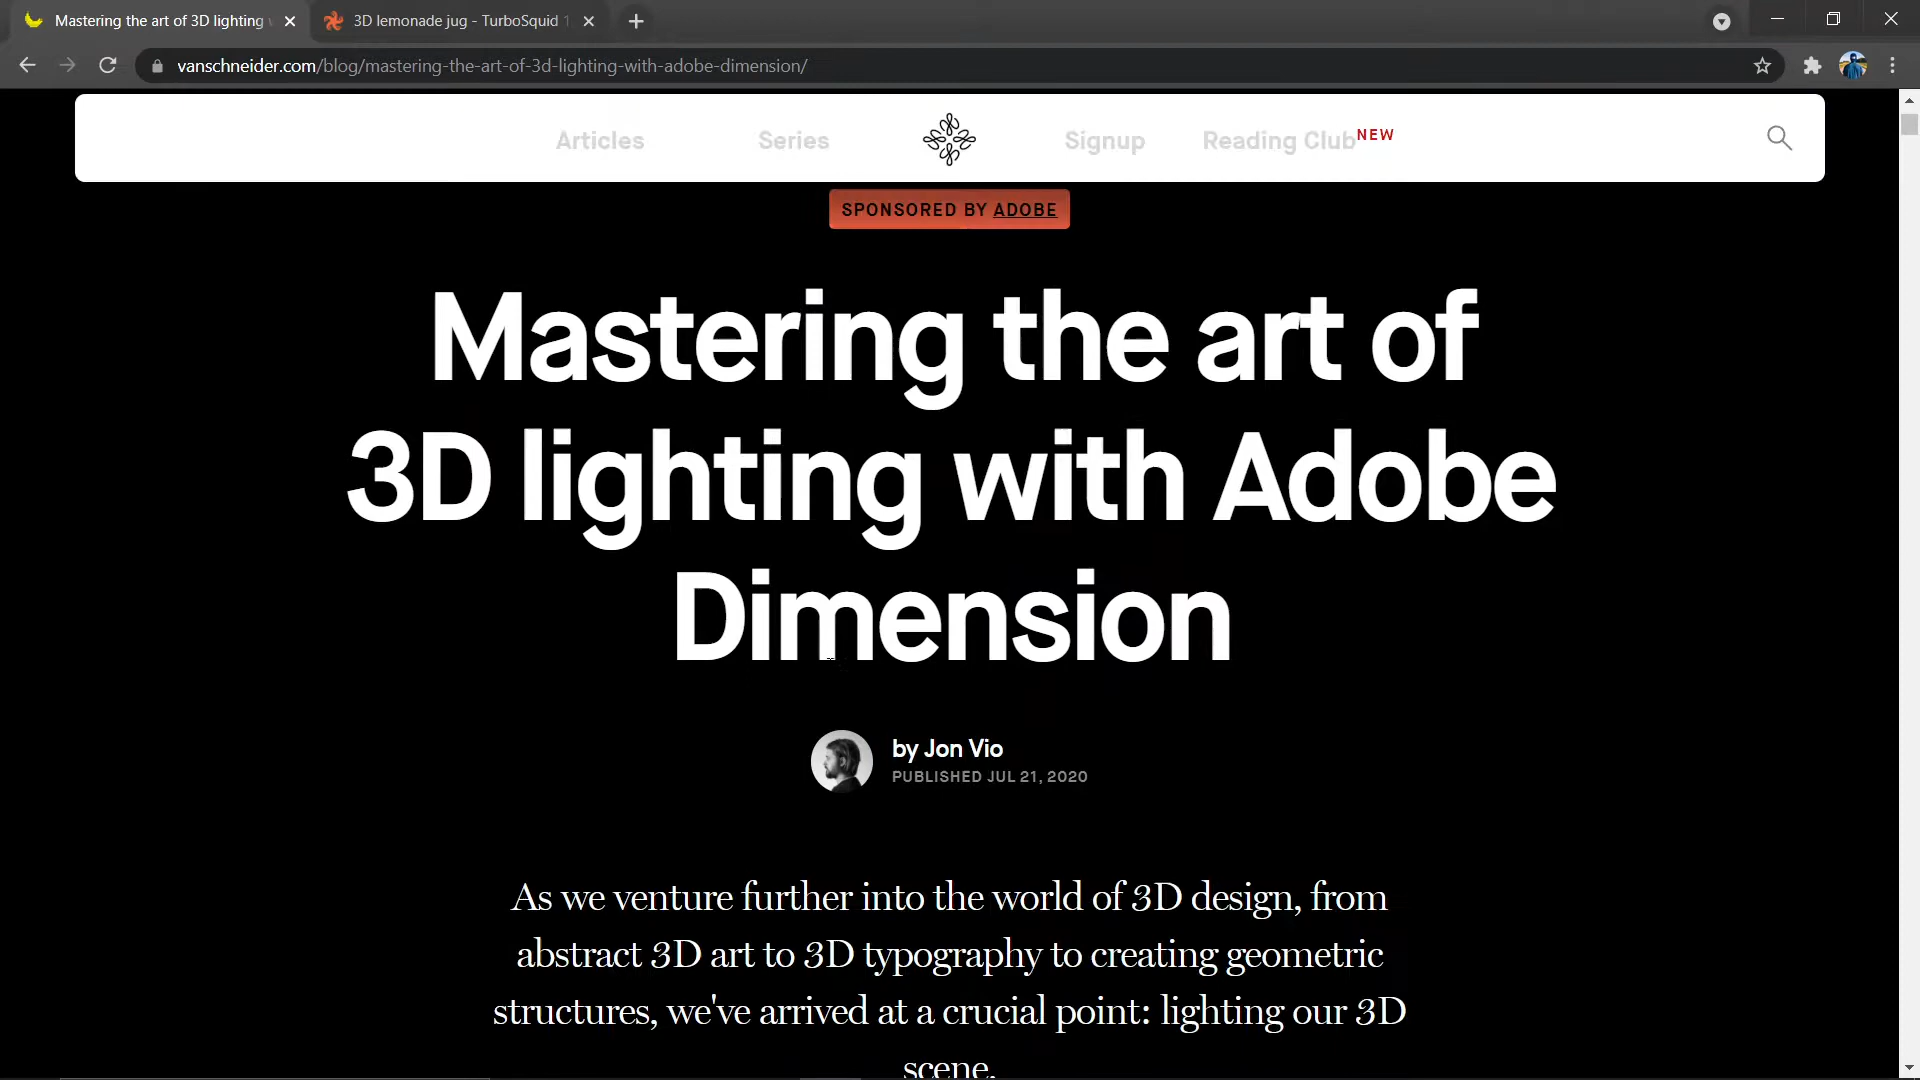 Mastering the art of 3D lighting
3D lemonade jug - TurboSquid 1
vanschneider.com/blog/mastering-the-art-of-3d-lighting-with-adobe-dimension/
Articles Series Signup Reading Club NEW
SPONSORED BY ADOBE
Mastering the art of
3D lighting with Adobe
Dimension
by Jon Vio
PUBLISHED JUL 21, 2020
As we venture further into the world of 3D design, from
abstract 3D art to 3D typography to creating geometric
structures, we've arrived at a crucial point: lighting our 3D
scene.